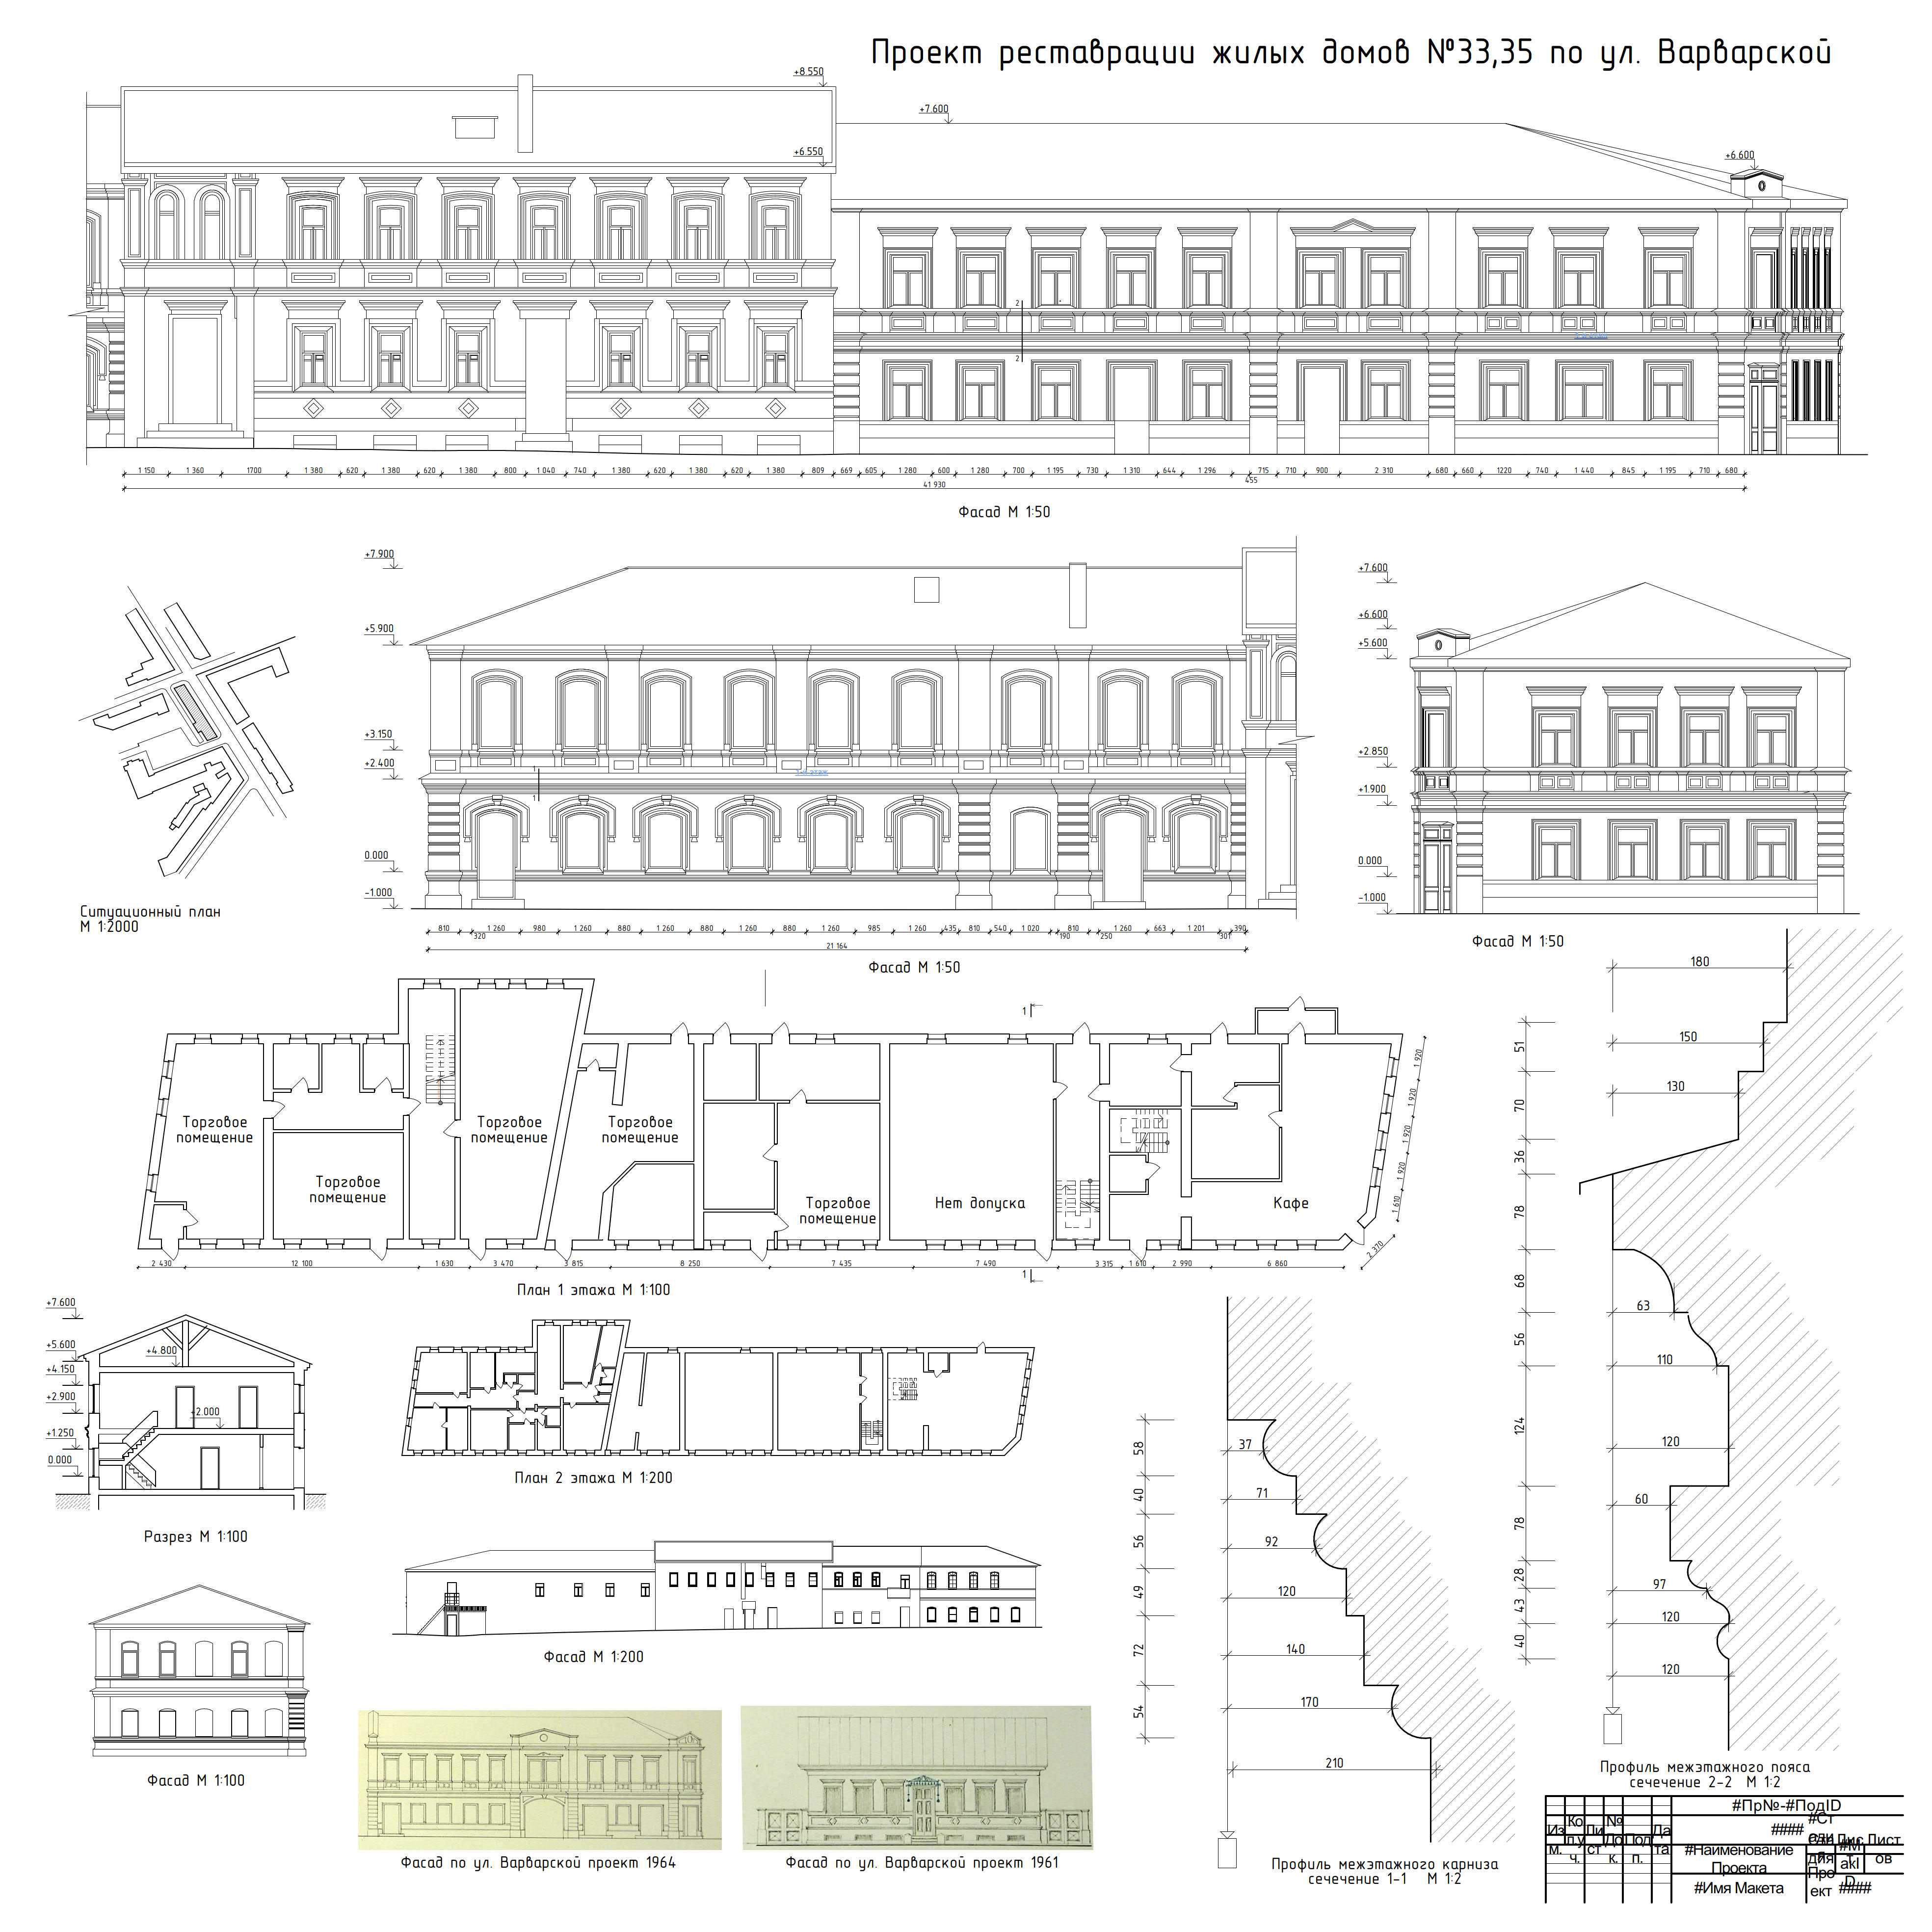 Проект реставрации жилых домов №33,35 по ул. Варварской
+8.550
+7.600
+6.550
+6.600
2
2
1 150 1 360 1700 1 380 620 1 380 620 1 380 800 1 040 740 1 380 620 1 380 620 1 380 809 669 605 1 280 600 1 280 700 1 195 730 1 310 644 1 296 715 710 900 2 310 680 660 1220 740 1 440 845 1 195 710 680
455
41 930
Фасад М 1:50
+7.900
+5.900
+3.150
+2.400
0.000
-1.000
1
1
810 1 260 980 1 260 880 1 260 880 1 260 880 1 260 985 1 260 435 810 540 1 020 810 1 260 663 1 201 390
320 190 250 301
21 164
Фасад М 1:50
+7.600
+6.600
+5.600
+2.850
+1.900
0.000
-1.000
Фасад М 1:50
Ситуационный план
М 1:2000
1
Торговое
помещение
Торговое
помещение
Торговое
помещение
Торговое
помещение
Торговое
помещение
Нет допуска
Кафе
1 920
1 920
1 920
1 920
1 610
2 370
2 430 12 100 1 630 3 470 3 815 8 250 7 435 7 490 3 315 1 610 2 990 6 860
1
План 1 этажа М 1:100
+7.600
+5.600
+4.800
+4.150
+2.900
+2.000
+1.250
0.000
Разрез М 1:100
План 2 этажа М 1:200
Фасад М 1:200
Фасад М 1:100
Фасад по ул. Варварской проект 1964
Фасад по ул. Варварской проект 1961
58
40
56
49
72
54
37
71
92
120
140
170
210
Профиль межэтажного карниза
сечечение 1-1 М 1:2
180
150
130
63
110
120
60
97
120
120
51
70
36
78
68
56
124
78
28
43
40
Профиль межэтажного пояса
сечечение 2-2 М 1:2
#Пр№-#ПодID
####
#Наименование
Проекта
#Имя Макета
Из
м.
Ко
л.у
ч.
Ли
ст
№
До
к.
Под
п.
Да
та
Лист
ов
####